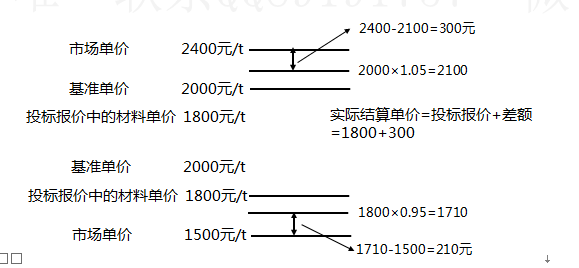 2400-2100=300元
市场单价 2400元/t
2000×1.05=2100
基准单价 2000元/t
投标报价中的材料单价 1800元/t
实际结算单价=投标报价+差额
=1800+300
基准单价 2000元/t
投标报价中的材料单价 1800元/t
1800×0.95=1710
市场单价 1500元/t
1710-1500=210元